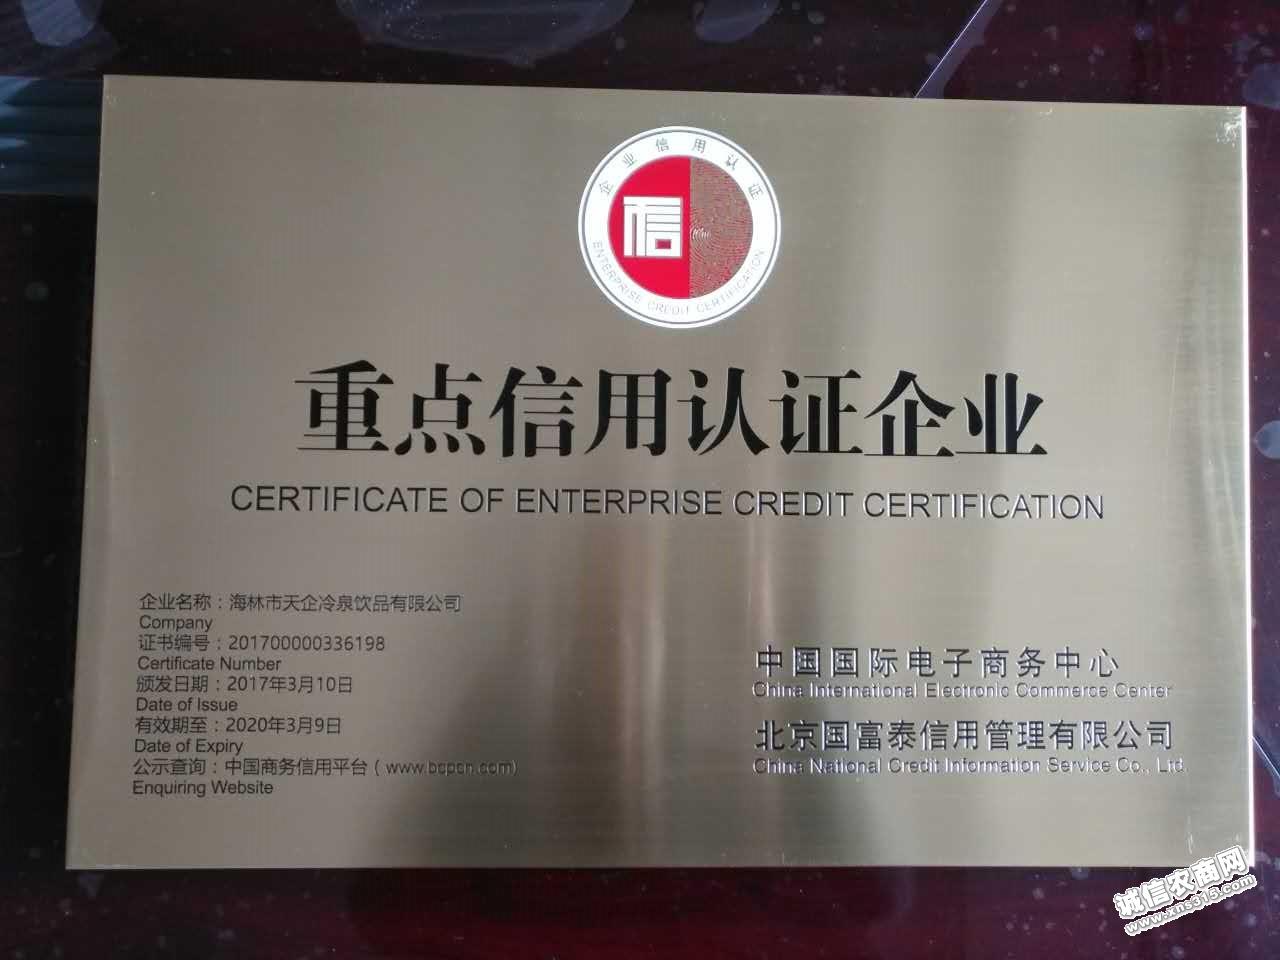 企业信用认证
信
ENTERPRISE CREDIT CERTIFICATION
重点信用认证企业
CERTIFICATE OF ENTERPRISE CREDIT CERTIFICATION
企业名称：海林市天企冷泉饮品有限公司
Company
证书编号：201700000336198
Certificate Number
颁发日期：2017年3月10日
Date of Issue
有效期至：2020年3月9日
Date of Expiry
公示查询：中国商务信用平台（www.bcpcn.com）
Enquiring Website
中国国际电子商务中心
China International Electronic Commerce Center
北京国富泰信用管理有限公司
China National Credit Information Service Co., Ltd.
诚信农商网
www.xns315.com